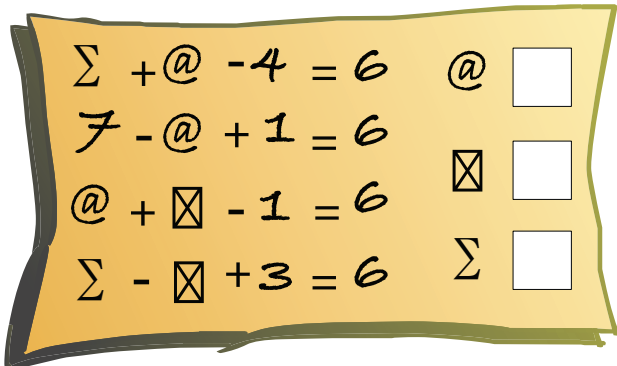 ∑ + @ - 4 = 6
7 - @ + 1 = 6
@ + ☒ - 1 = 6
∑ - ☒ + 3 = 6
@
☒
∑